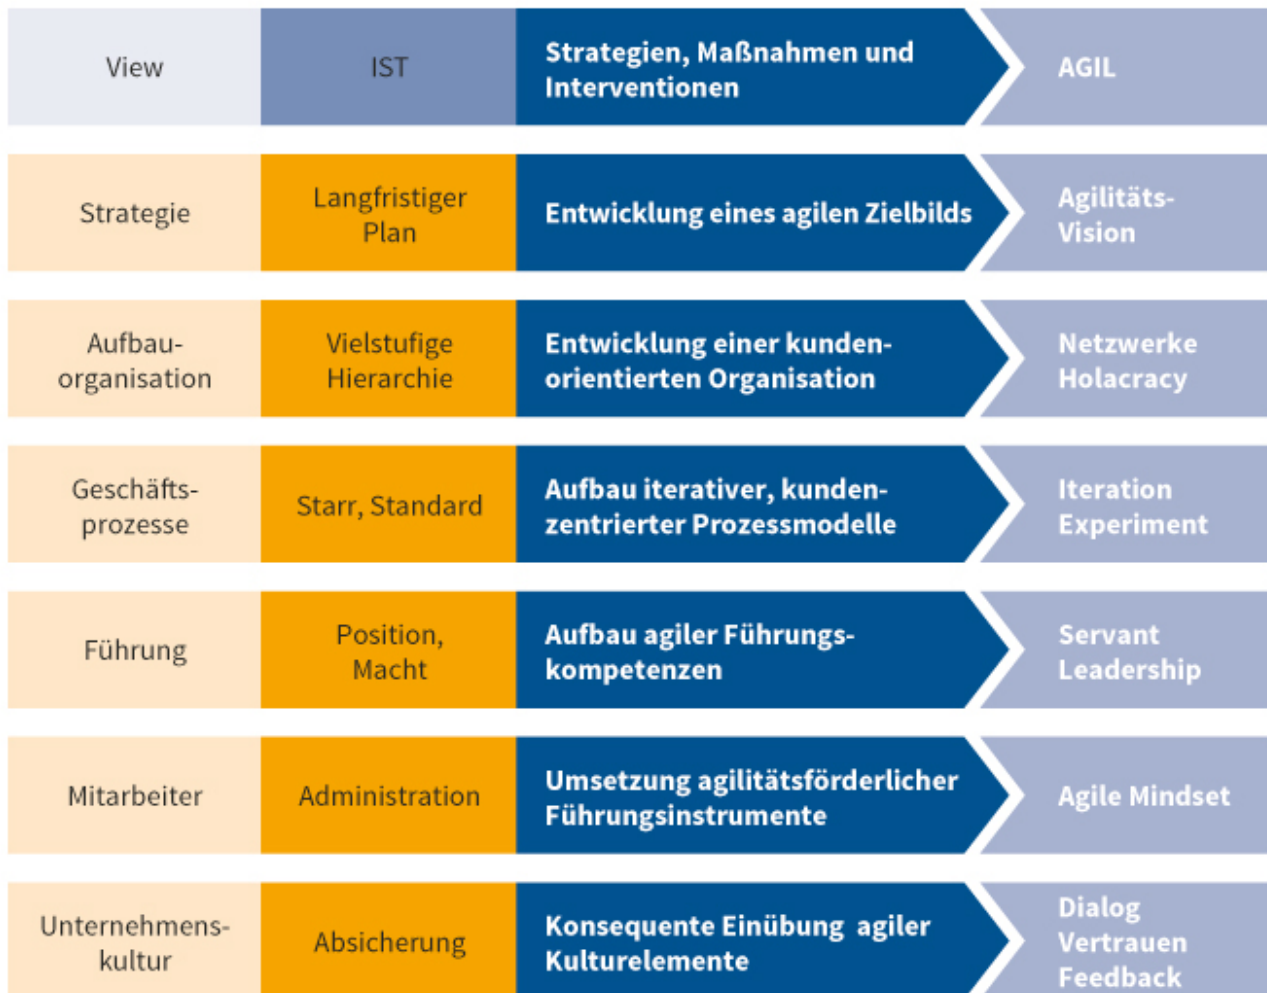 View
IST
Strategien, Maßnahmen und
Interventionen
AGIL
Strategie
Langfristiger
Plan
Entwicklung eines agilen Zielbilds
Agilitäts-
Vision
Aufbau-
organisation
Vielstufige
Hierarchie
Entwicklung einer kunden-
orientierten Organisation
Netzwerke
Holacracy
Geschäfts-
prozesse
Starr, Standard
Aufbau iterativer, kunden-
zentrierter Prozessmodelle
Iteration
Experiment
Führung
Position,
Macht
Aufbau agiler Führungs-
kompetenzen
Servant
Leadership
Mitarbeiter
Administration
Umsetzung agilitätsförderlicher
Führungsinstrumente
Agile Mindset
Unternehmens-
kultur
Absicherung
Konsequente Einübung agiler
Kulturelemente
Dialog
Vertrauen
Feedback